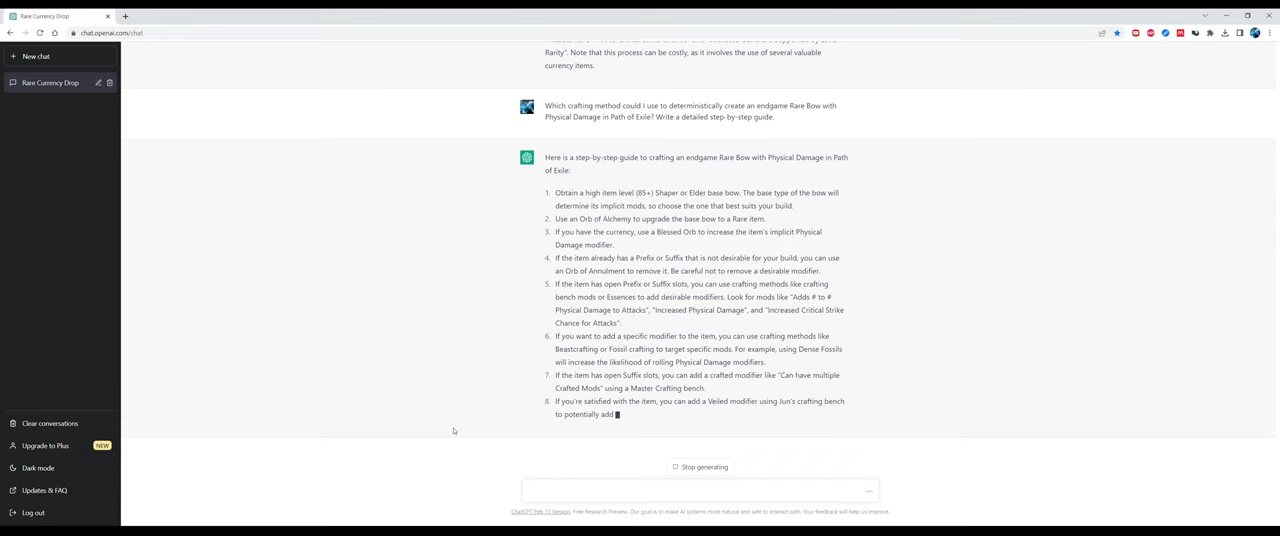 Rare Currency Drop
chat.openai.com/chat
New chat
Rare Currency Drop
Rarity". Note that this process can be costly, as it involves the use of several valuable
currency items.
Which crafting method could I use to deterministically create an endgame Rare Bow with
Physical Damage in Path of Exile? Write a detailed step-by-step guide.
Here is a step-by-step guide to crafting an endgame Rare Bow with Physical Damage in Path
of Exile:
1. Obtain a high item level (85+) Shaper or Elder base bow. The base type of the bow will
determine its implicit mods, so choose the one that best suits your build.
2. Use an Orb of Alchemy to upgrade the base bow to a Rare item.
3. If you have the currency, use a Blessed Orb to increase the item's implicit Physical
Damage modifier.
4. If the item already has a Prefix or Suffix that is not desirable for your build, you can use
an Orb of Annulment to remove it. Be careful not to remove a desirable modifier.
5. If the item has open Prefix or Suffix slots, you can use crafting methods like crafting
bench mods or Essences to add desirable modifiers. Look for mods like "Adds # to #
Physical Damage to Attacks", "Increased Physical Damage", and "Increased Critical Strike
Chance for Attacks".
6. If you want to add a specific modifier to the item, you can use crafting methods like
Beastcrafting or Fossil crafting to target specific mods. For example, using Dense Fossils
will increase the likelihood of rolling Physical Damage modifiers.
7. If the item has open Suffix slots, you can add a crafted modifier like "Can have multiple
Crafted Mods" using a Master Crafting bench.
8. If you're satisfied with the item, you can add a Veiled modifier using Jun's crafting bench
to potentially add
Clear conversations
Upgrade to Plus NEW
Dark mode
Updates & FAQ
Log out
Stop generating
ChatGPT Feb 13 Version. Free Research Preview. Our goal is to make AI systems more natural and safe to interact with. Your feedback will help us improve.